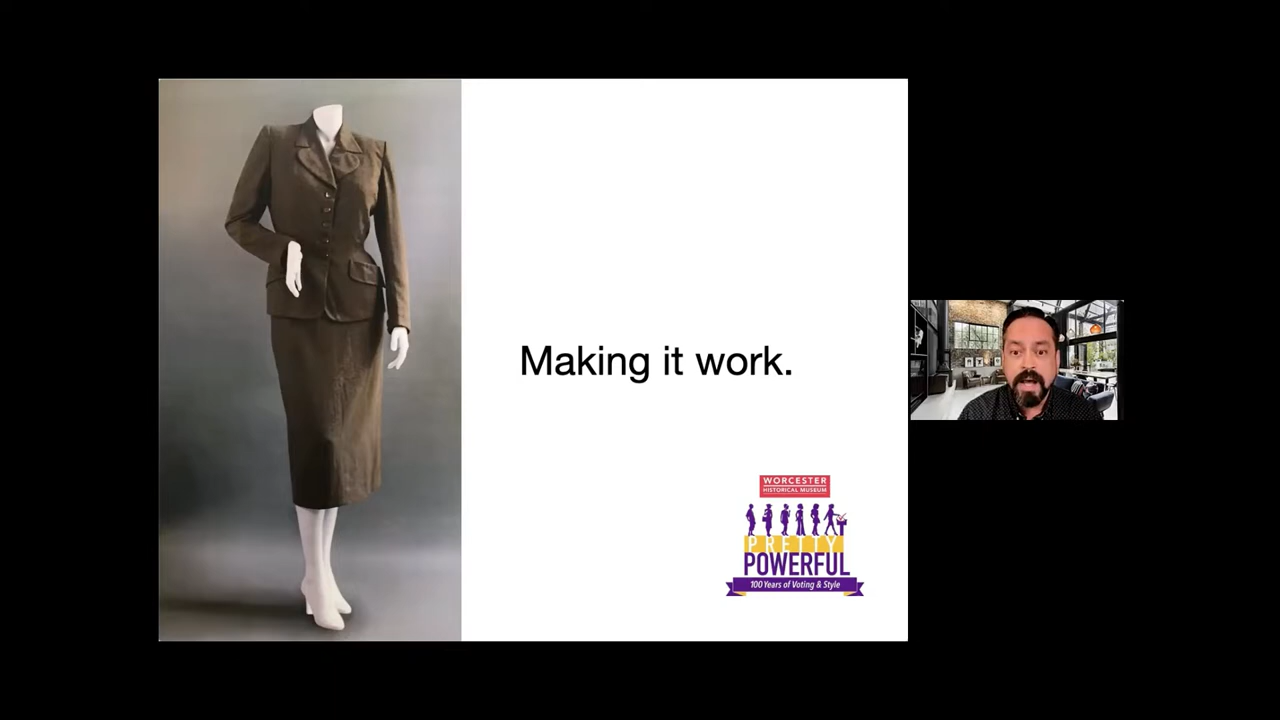 Making it work.
WORCESTER
HISTORICAL MUSEUM
PRETTY
POWERFUL
100 Years of Voting & Style